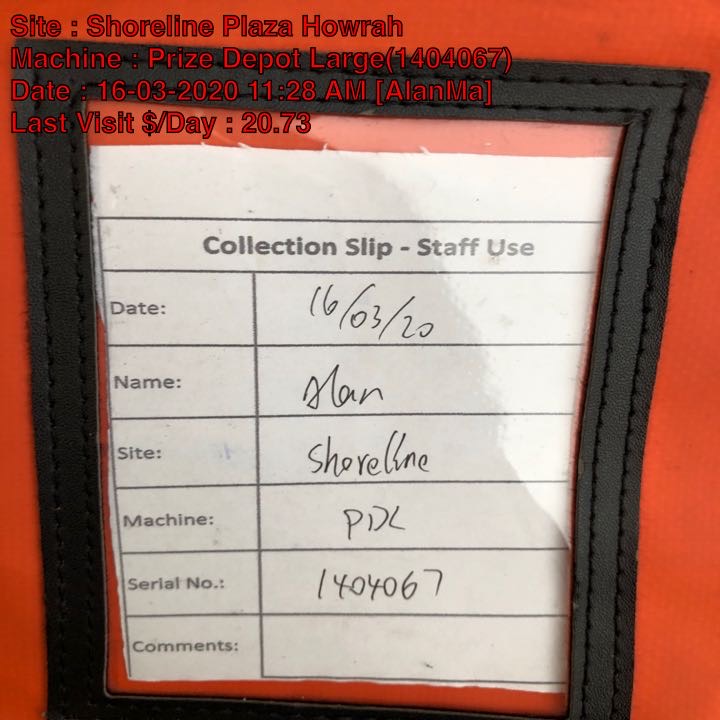 Site : Shoreline Plaza Howrah
Machine : Prize Depot Large(1404067)
Date : 16-03-2020 11:28 AM [AlanMa]
Last Visit $/Day : 20.73
Collection Slip - Staff Use
Date: 16/03/20
Name: Alan
Site: Shoreline
Machine: PDL
Serial No.: 1404067
Comments: